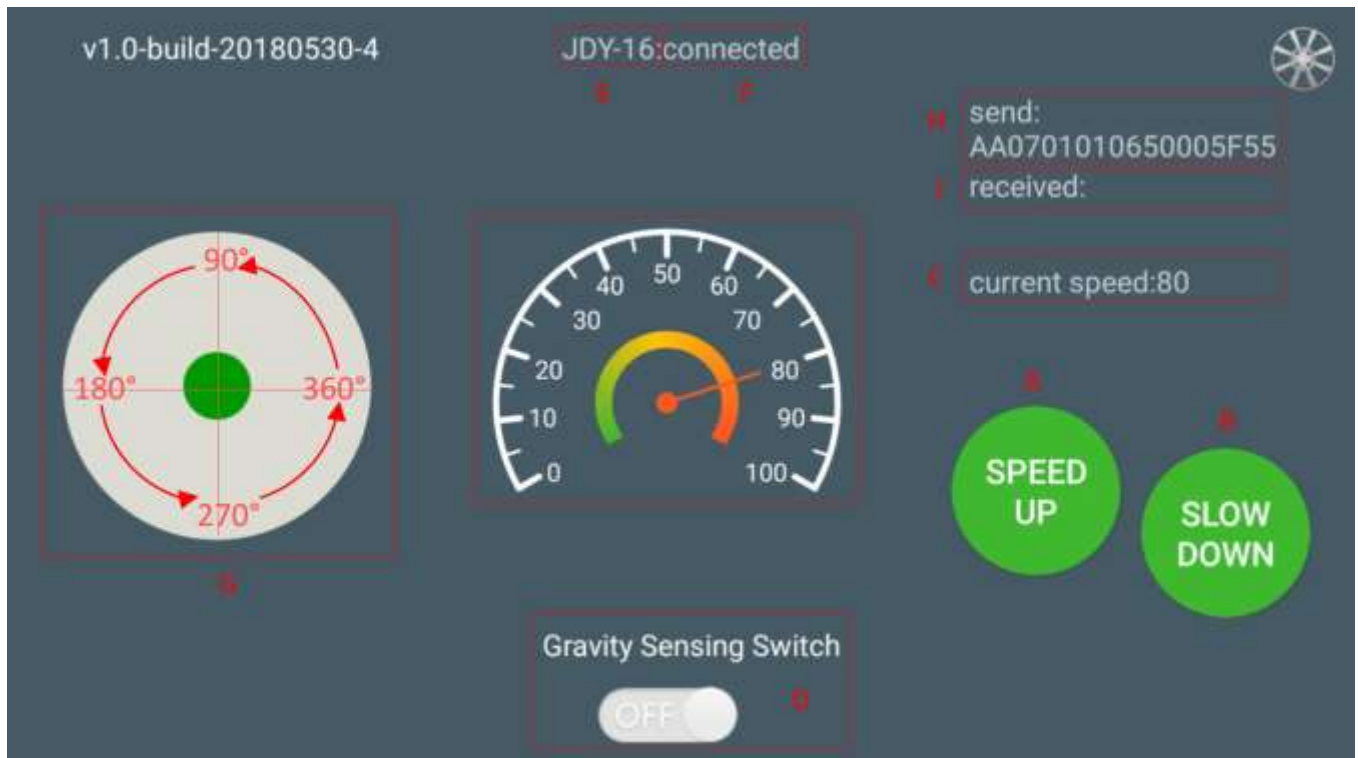 v1.0-build-20180530-4
JDY-16:connected
E
F
H
send:
AA0701010650005F55
received:
current speed:80
90°
180°
360°
270°
G
0
10
20
30
40
50
60
70
80
90
100
A
SPEED
UP
B
SLOW
DOWN
Gravity Sensing Switch
OFF
D